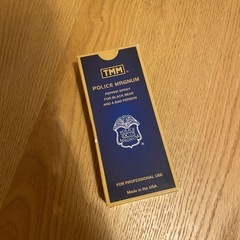 TMM
POLICE MAGNUM
PEPPER SPRAY
FOR BLACK BEAR
AND A BAD PERSON
FOR PROFESSIONAL USE
Made in the USA